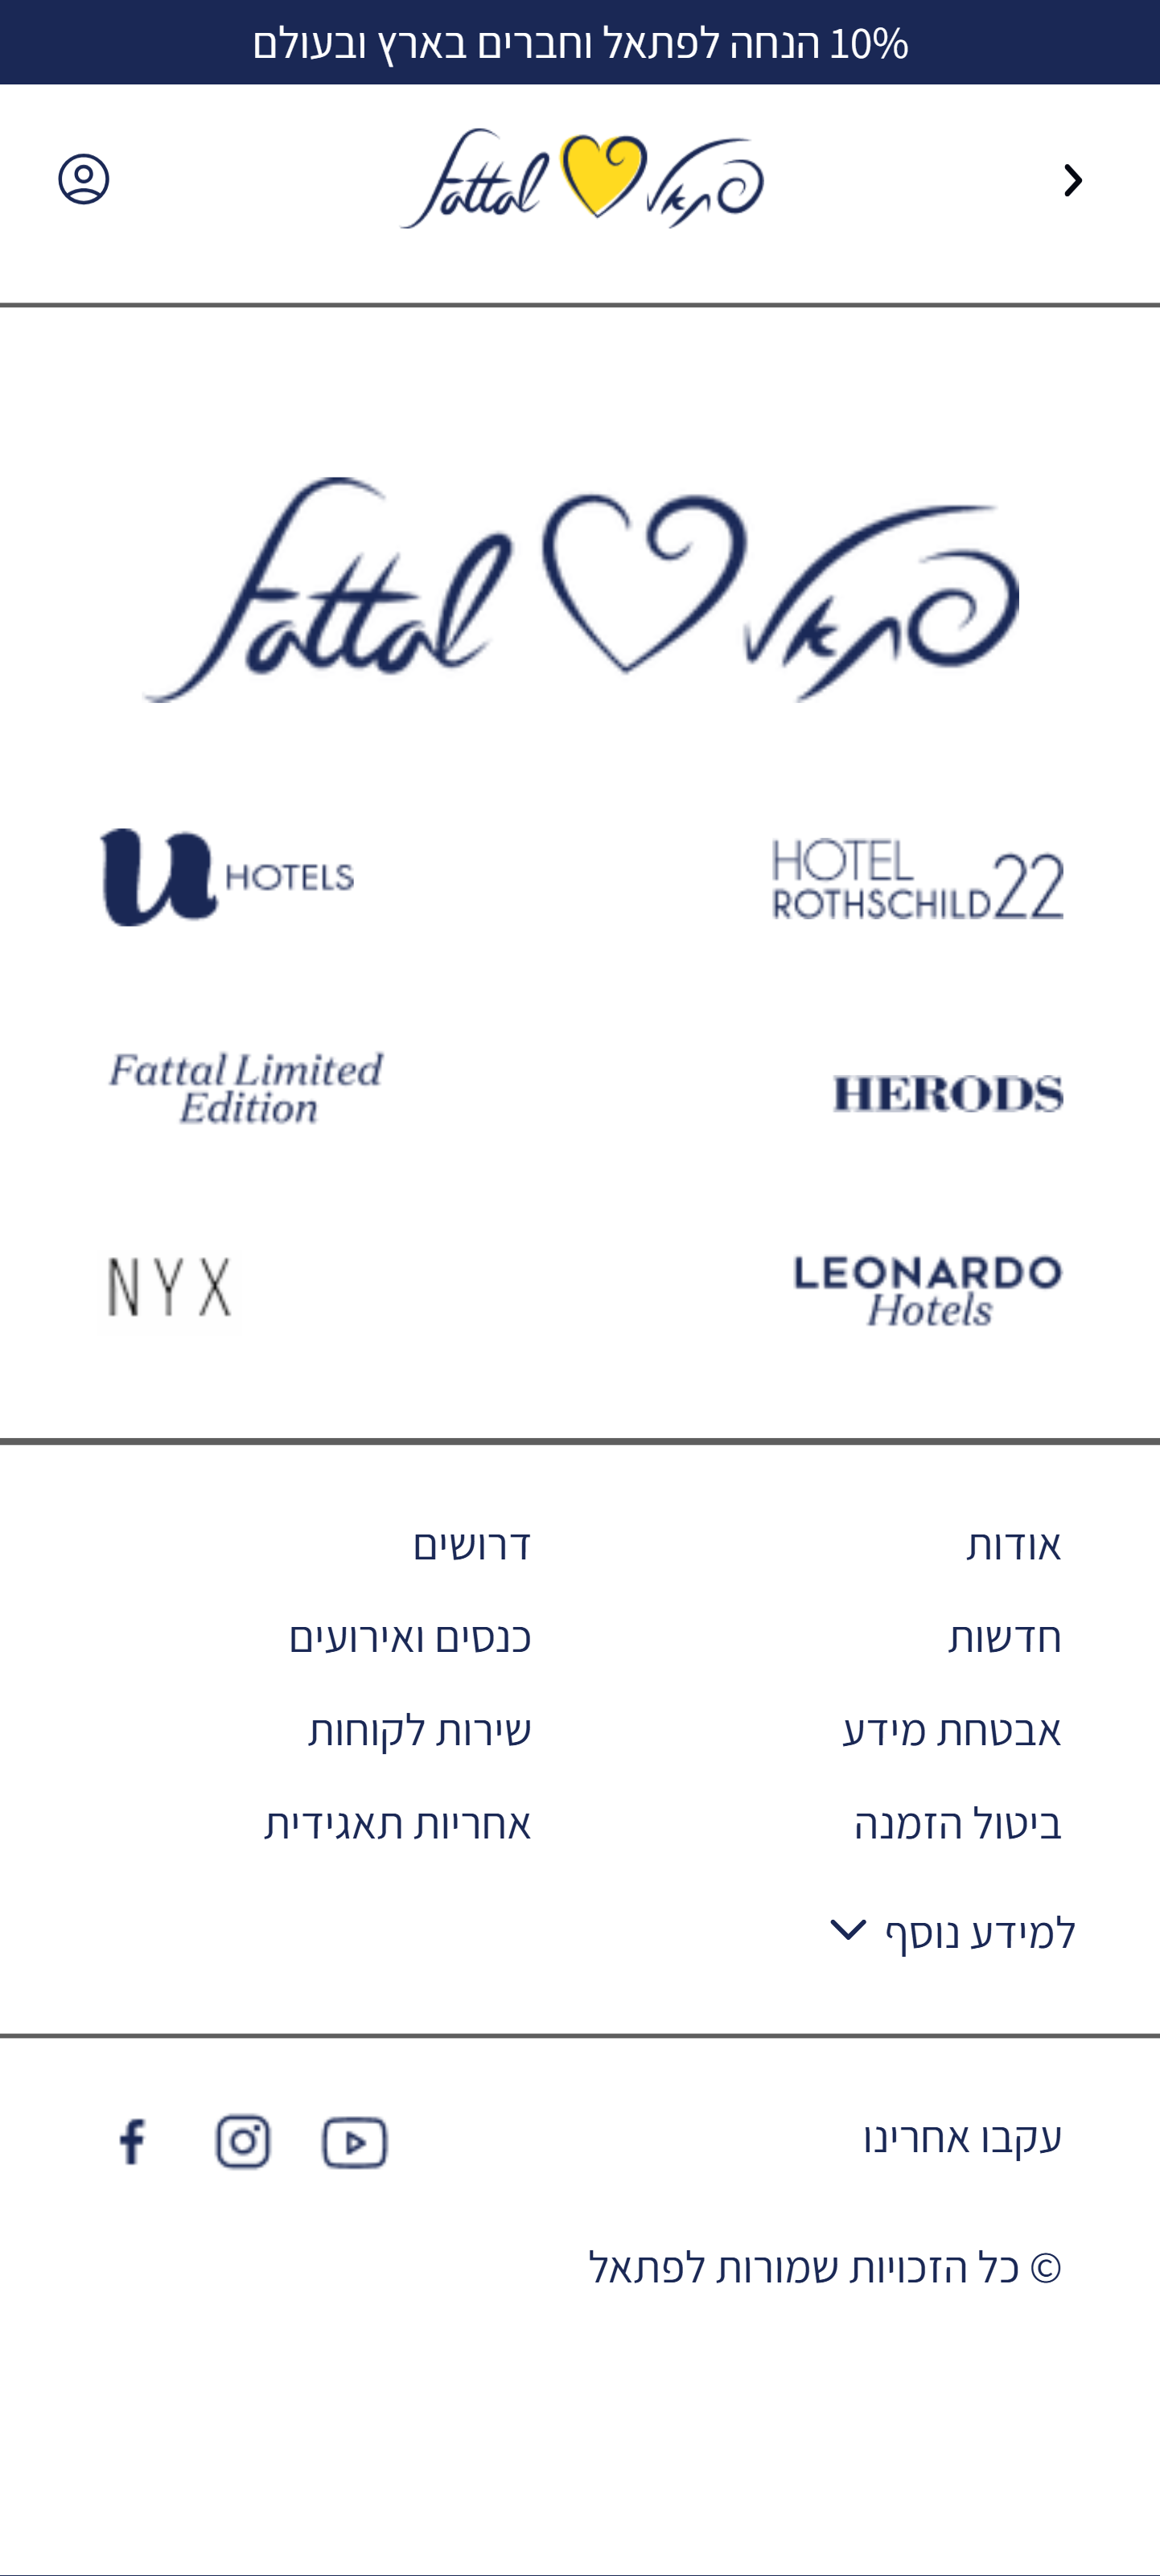 10% הנחה לפתאל וחברים בארץ ובעולם
פתאל Fattal
פתאל Fattal
HOTEL
ROTHSCHILD 22
u HOTELS
HERODS
Fattal Limited
Edition
LEONARDO
Hotels
NYX
אודות
דרושים
חדשות
כנסים ואירועים
אבטחת מידע
שירות לקוחות
ביטול הזמנה
אחריות תאגידית
למידע נוסף
עקבו אחרינו
© כל הזכויות שמורות לפתאל